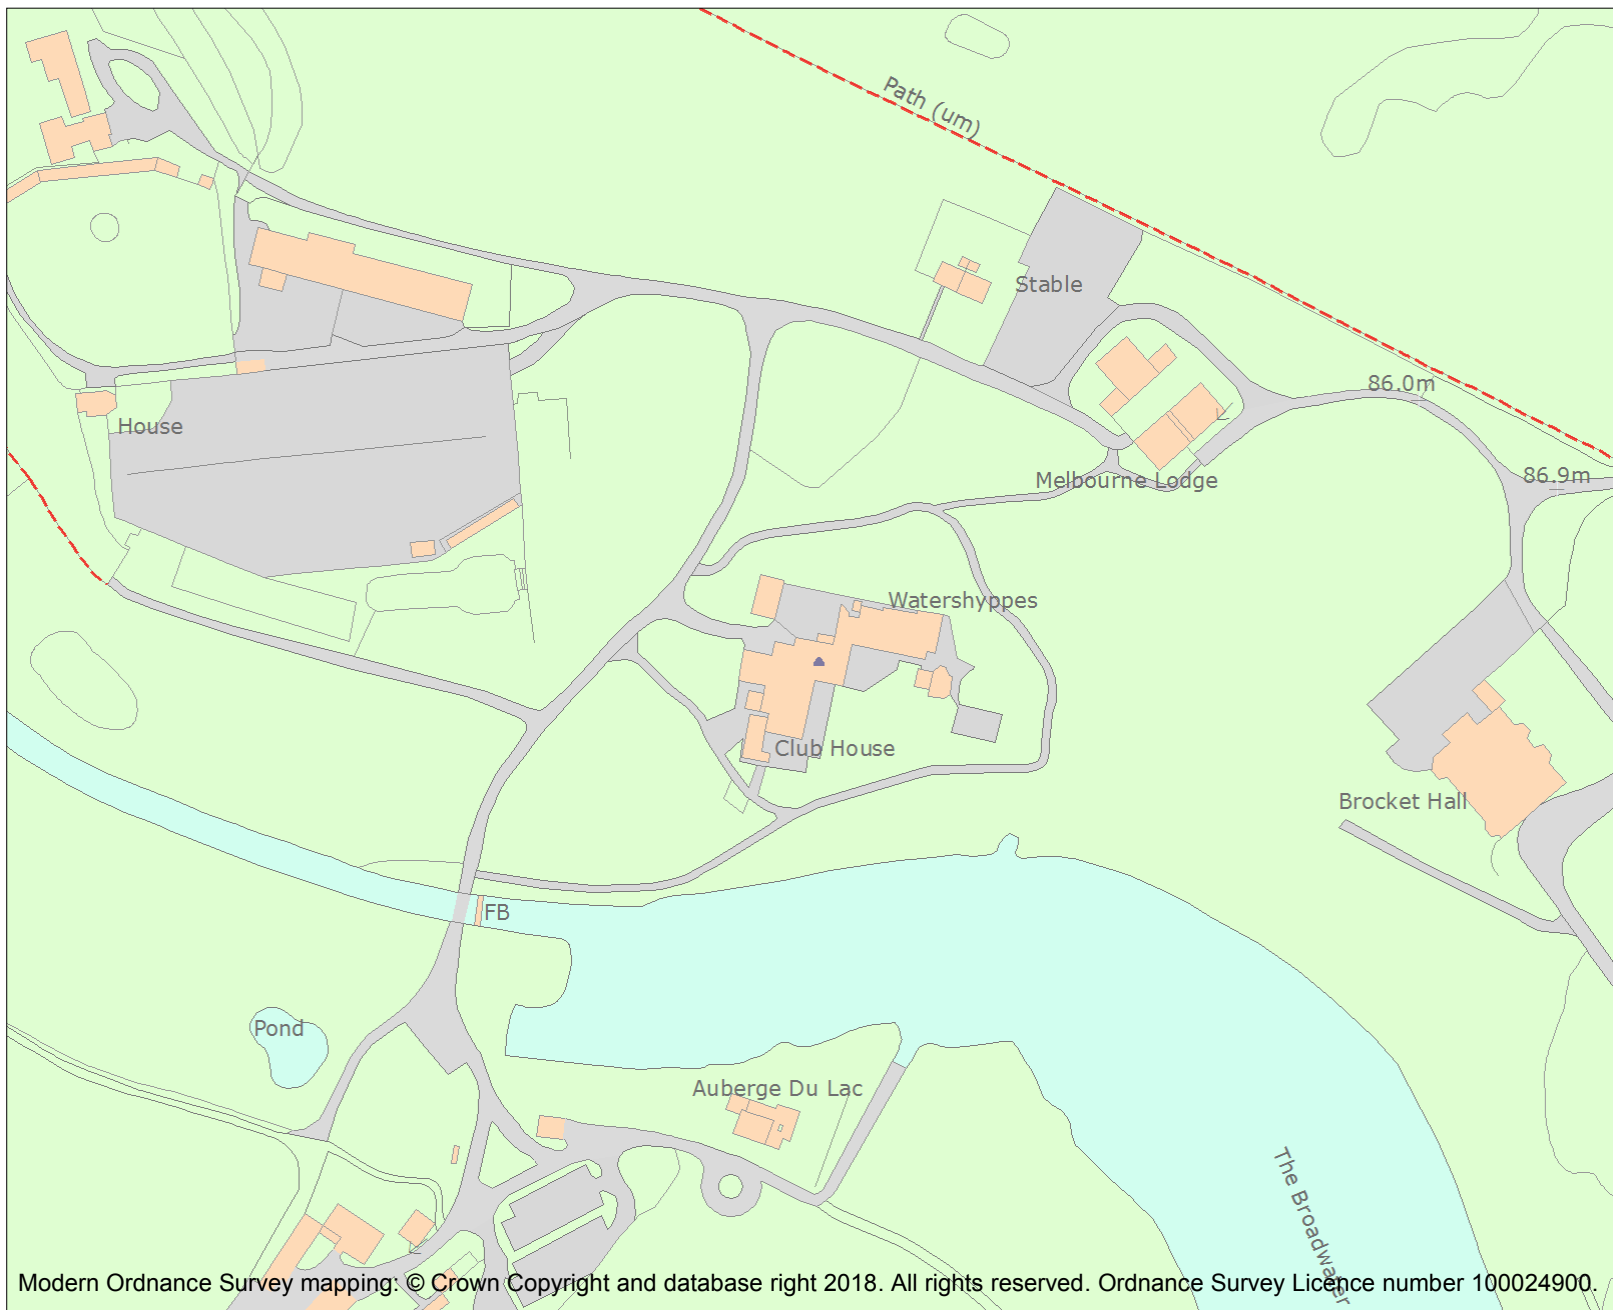 Path (um)
Stable
86.0m
House
86.9m
Melbourne Lodge
Watershyppes
Club House
Brocket Hall
FB
Pond
Auberge Du Lac
The Broadwater
Modern Ordnance Survey mapping: © Crown Copyright and database right 2018. All rights reserved. Ordnance Survey Licence number 100024900.